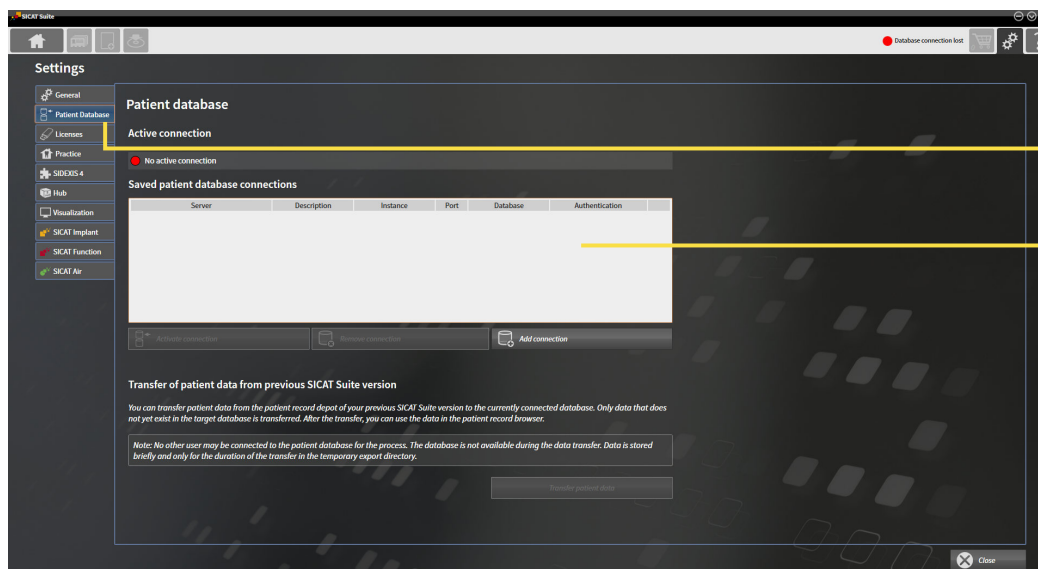 SICAT Suite
Database connection lost
Settings
General
Patient Database
Licenses
Practice
SIDEXIS 4
Hub
Visualization
SICAT Implant
SICAT Function
SICAT Air
Patient database
Active connection
No active connection
Saved patient database connections
Server Description Instance Port Database Authentication
Activate connection Remove connection Add connection
Transfer of patient data from previous SICAT Suite version
You can transfer patient data from the patient record depot of your previous SICAT Suite version to the currently connected database. Only data that does
not yet exist in the target database is transferred. After the transfer, you can use the data in the patient record browser.
Note: No other user may be connected to the patient database for the process. The database is not available during the data transfer. Data is stored
briefly and only for the duration of the transfer in the temporary export directory.
Transfer patient data
Close